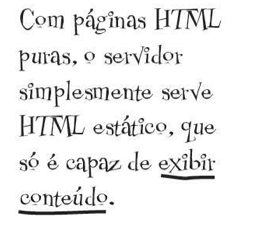 Com páginas HTML
puras, o servidor
simplesmente serve
HTML estático, que
só é capaz de exibir
conteúdo.